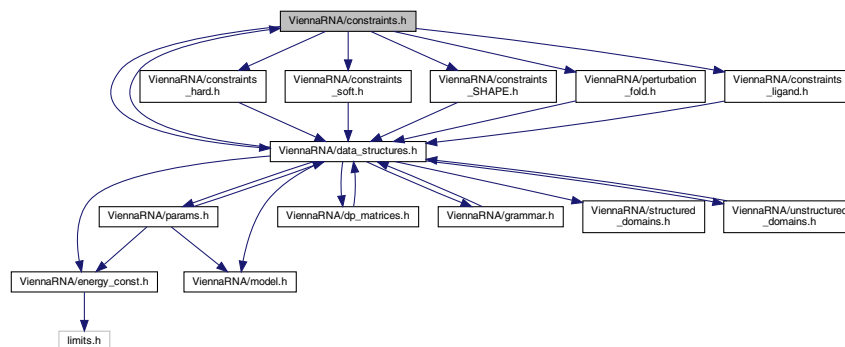 ViennaRNA/constraints.h
ViennaRNA/constraints
_hard.h
ViennaRNA/constraints
_soft.h
ViennaRNA/constraints
_SHAPE.h
ViennaRNA/perturbation
_fold.h
ViennaRNA/constraints
_ligand.h
ViennaRNA/data_structures.h
ViennaRNA/params.h
ViennaRNA/dp_matrices.h
ViennaRNA/grammar.h
ViennaRNA/structured
_domains.h
ViennaRNA/unstructured
_domains.h
ViennaRNA/energy_const.h
ViennaRNA/model.h
limits.h